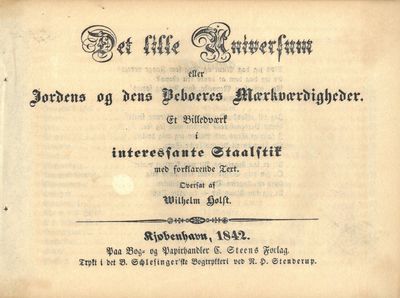 Det lille Universum
eller
Jordens og dens Beboeres Mærkværdigheder.
Et Billedværk
i
interessante Staalstik
med forklarende Text.
Oversat af
Wilhelm Holst.
Kjøbenhavn, 1842.
Paa Bog- og Papirhandler C. Steens Forlag.
Trykt i det B. Schlesinger'ske Bogtrykkeri ved N. H. Stenderup.